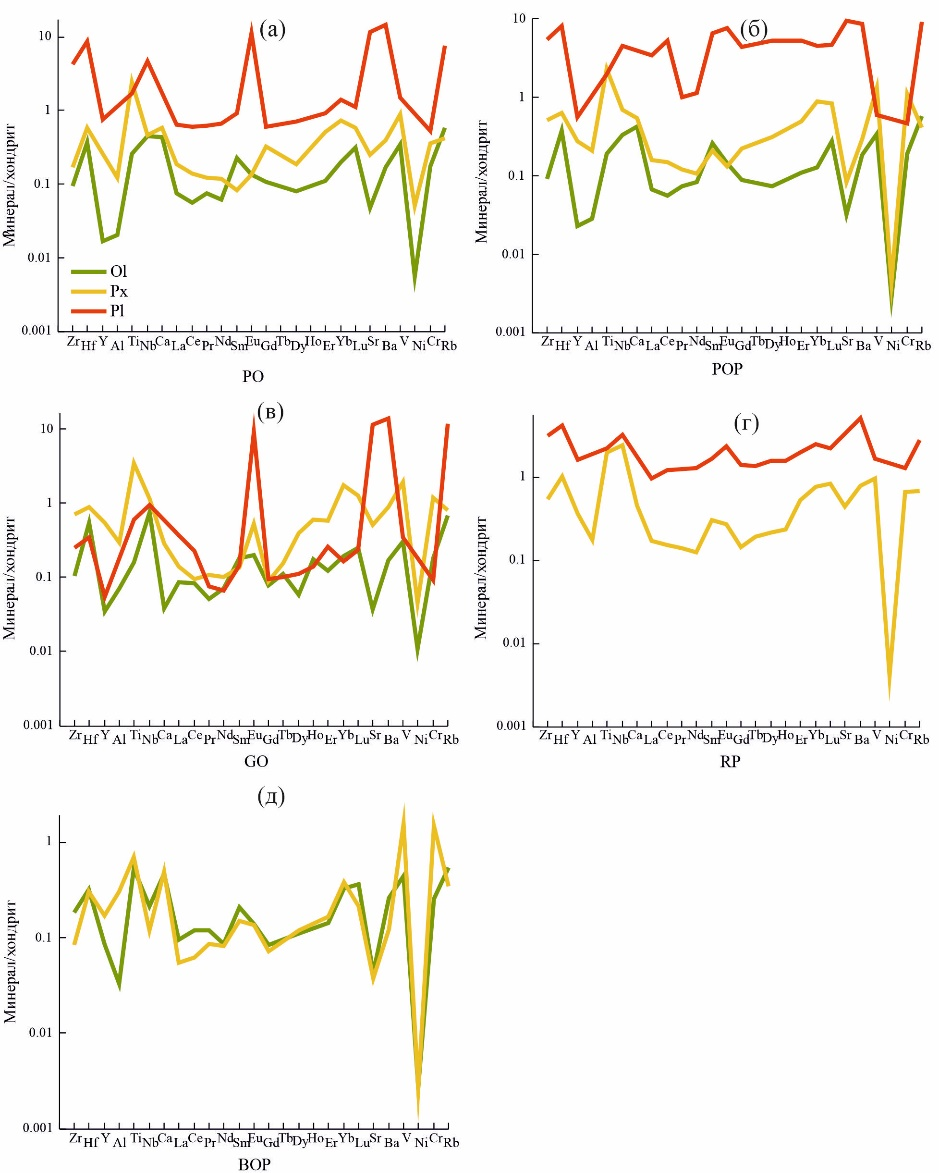 (а)
10
1
0.1
0.01
0.001
Минерал/хондрит
Ol
Px
Pl
Zr Hf Y Al Ti Nb Ca La Ce Pr Nd Sm Eu Gd Tb Dy Ho Er Yb Lu Sr Ba V Ni Cr Rb
PO
(б)
10
1
0.1
0.01
0.001
Минерал/хондрит
Zr Hf Y Al Ti Nb Ca La Ce Pr Nd Sm Eu Gd Tb Dy Ho Er Yb Lu Sr Ba V Ni Cr Rb
POP
(в)
10
1
0.1
0.01
0.001
Минерал/хондрит
Zr Hf Y Al Ti Nb Ca La Ce Pr Nd Sm Eu Gd Tb Dy Ho Er Yb Lu Sr Ba V Ni Cr Rb
GO
(г)
1
0.1
0.01
0.001
Минерал/хондрит
Zr Hf Y Al Ti Nb Ca La Ce Pr Nd Sm Eu Gd Tb Dy Ho Er Yb Lu Sr Ba V Ni Cr Rb
RP
(д)
1
0.1
0.01
0.001
Минерал/хондрит
Zr Hf Y Al Ti Nb Ca La Ce Pr Nd Sm Eu Gd Tb Dy Ho Er Yb Lu Sr Ba V Ni Cr Rb
BOP